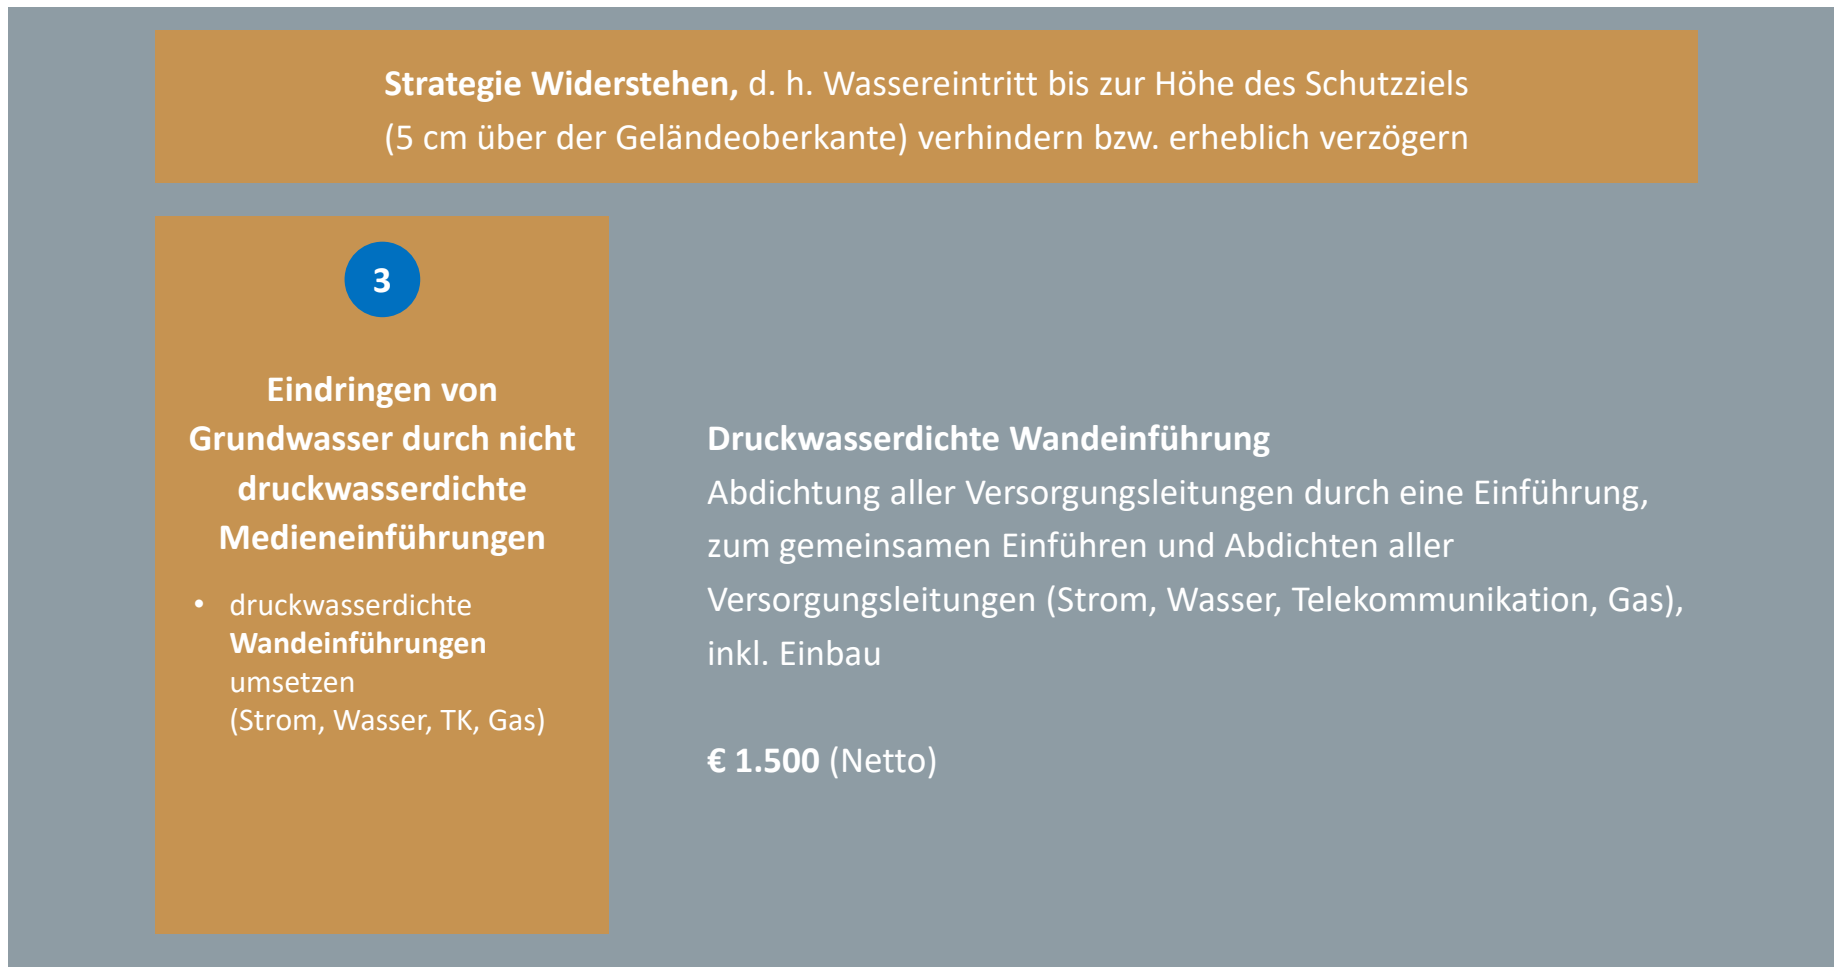 Strategie Widerstehen, d. h. Wassereintritt bis zur Höhe des Schutzziels
(5 cm über der Geländeoberkante) verhindern bzw. erheblich verzögern
3
Eindringen von
Grundwasser durch nicht
druckwasserdichte
Medieneinführungen
• druckwasserdichte
Wandeinführungen
umsetzen
(Strom, Wasser, TK, Gas)
Druckwasserdichte Wandeinführung
Abdichtung aller Versorgungsleitungen durch eine Einführung,
zum gemeinsamen Einführen und Abdichten aller
Versorgungsleitungen (Strom, Wasser, Telekommunikation, Gas),
inkl. Einbau
€ 1.500 (Netto)